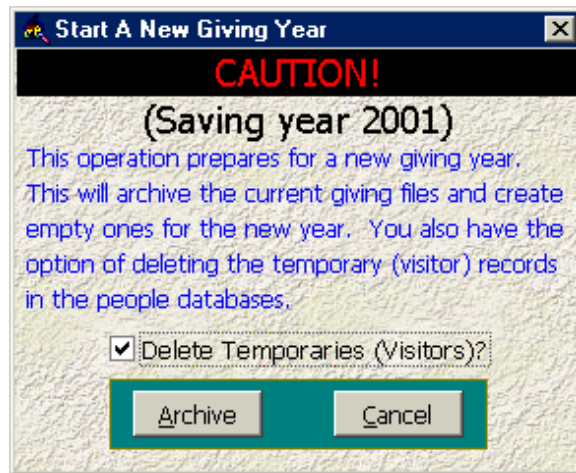 Start A New Giving Year
CAUTION!
(Saving year 2001)
This operation prepares for a new giving year.
This will archive the current giving files and create
empty ones for the new year.  You also have the
option of deleting the temporary (visitor) records
in the people databases.
Delete Temporaries (Visitors)?
Archive Cancel